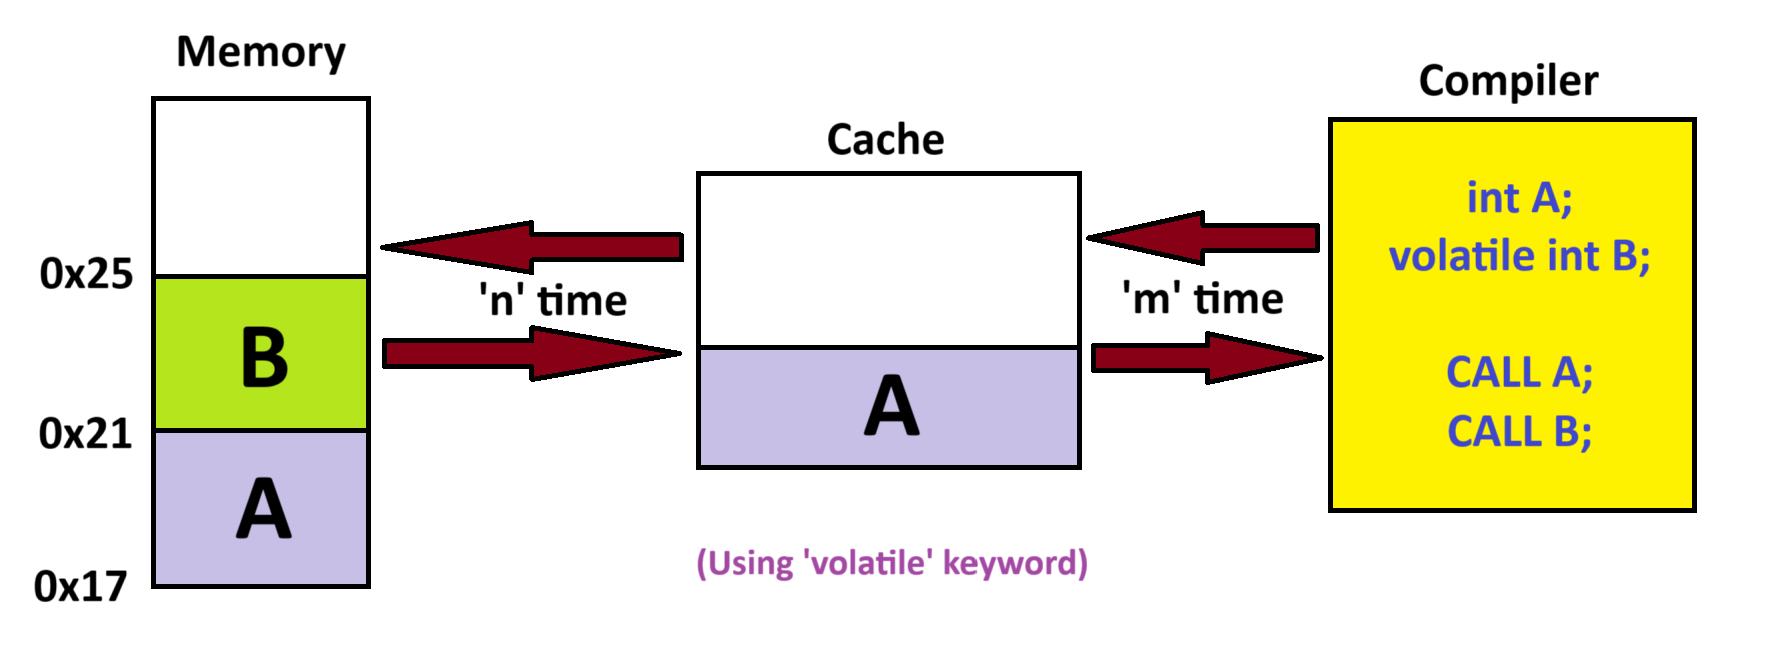 Memory
0x25
B
0x21
A
0x17
'n' time
Cache
A
(Using 'volatile' keyword)
'm' time
Compiler
int A;
volatile int B;
CALL A;
CALL B;